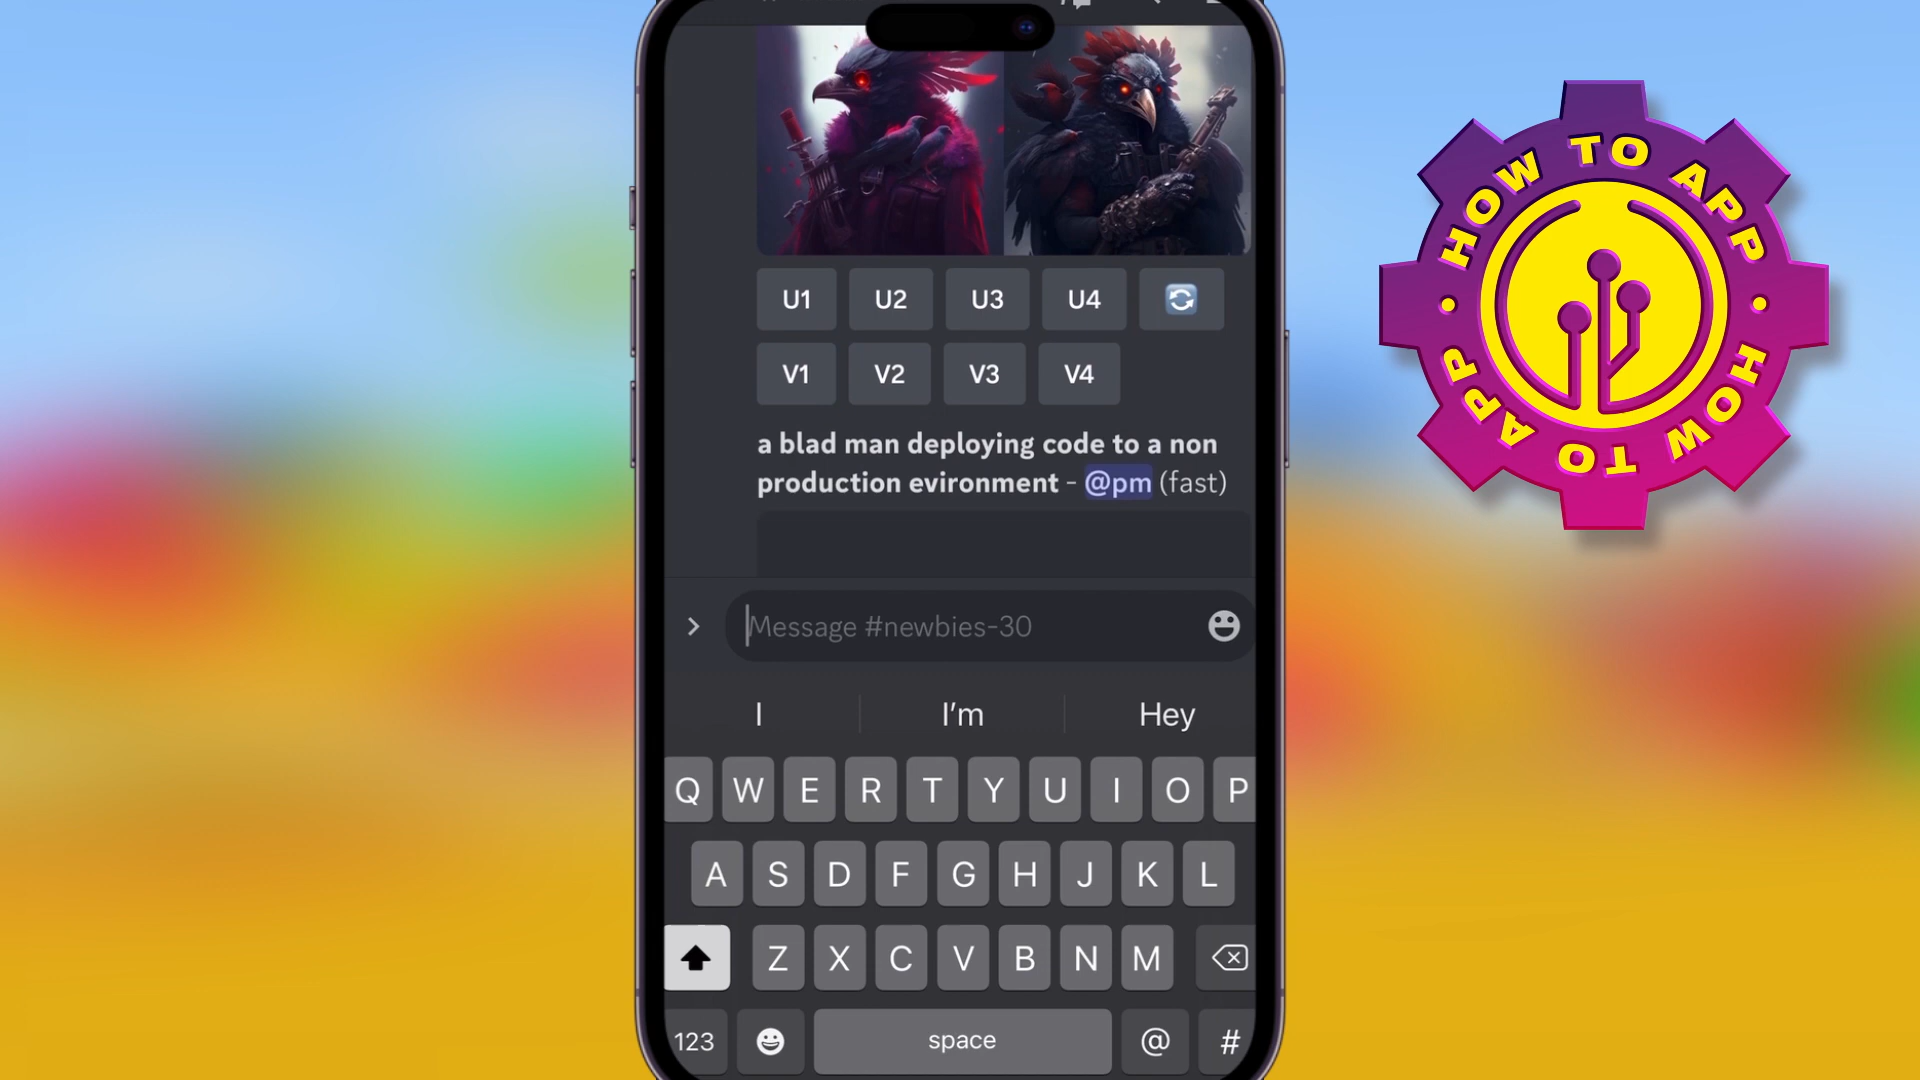 U1 U2 U3 U4
V1 V2 V3 V4
a blad man deploying code to a non
production evironment - @pm (fast)
Message #newbies-30
I I'm Hey
Q W E R T Y U I O P
A S D F G H J K L
Z X C V B N M
123 space @ #
HOW TO APP
HOW TO APP